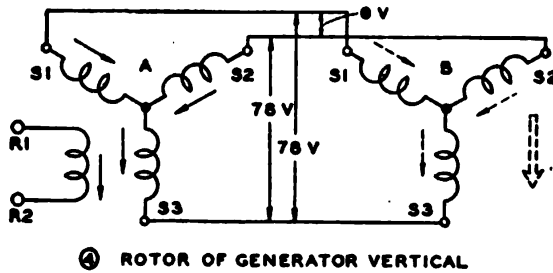 0 V
S1 A S2 S1 B S2
R1
78 V
78 V
R2
S3 S3
4 ROTOR OF GENERATOR VERTICAL